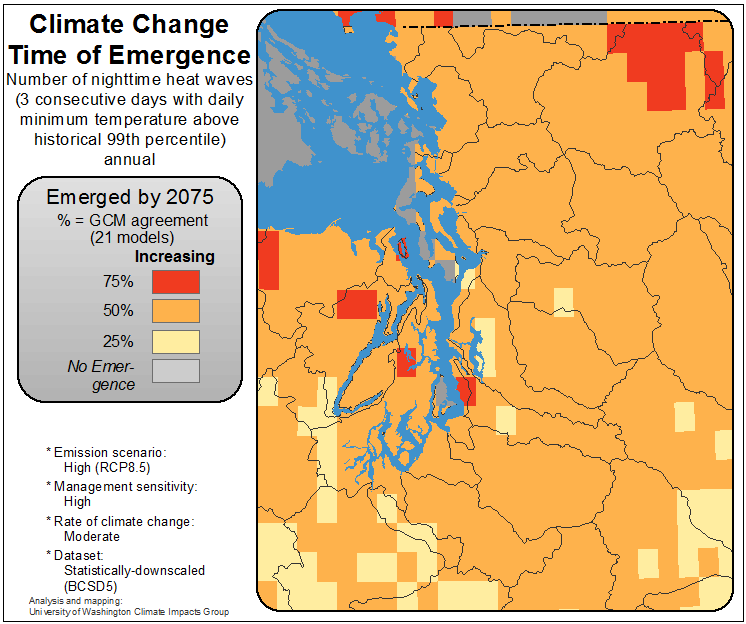 Climate Change
Time of Emergence
Number of nighttime heat waves
(3 consecutive days with daily
minimum temperature above
historical 99th percentile)
annual
Emerged by 2075
% = GCM agreement
(21 models)
Increasing
75%
50%
25%
No Emer-
gence
* Emission scenario:
High (RCP8.5)
* Management sensitivity:
High
* Rate of climate change:
Moderate
* Dataset:
Statistically-downscaled
(BCSD5)
Analysis and mapping:
University of Washington Climate Impacts Group